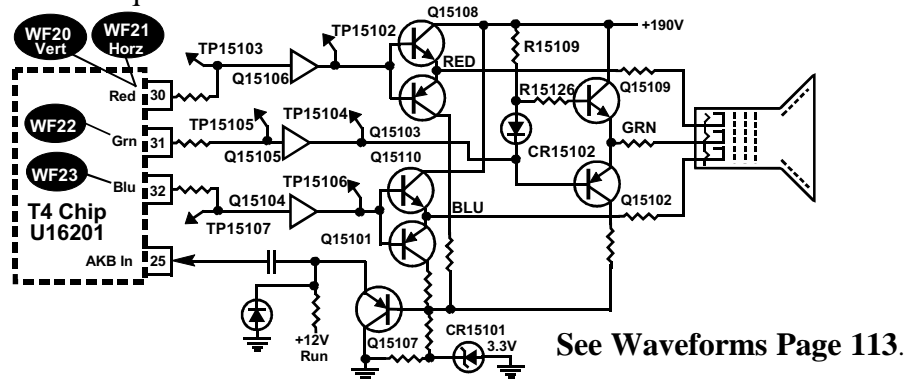 WF20
Vert
WF21
Horz
Q15108
+190V
TP15103
TP15102
R15109
RED
Q15106
Red
30
R15126
Q15109
WF22
TP15105
TP15104
Q15103
GRN
Grn
31
Q15105
CR15102
WF23
Q15110
Blu
32
Q15104
TP15106
BLU
Q15102
TP15107
T4 Chip
U16201
Q15101
AKB In
25
+12V
Run
Q15107
CR15101
3.3V
See Waveforms Page 113.